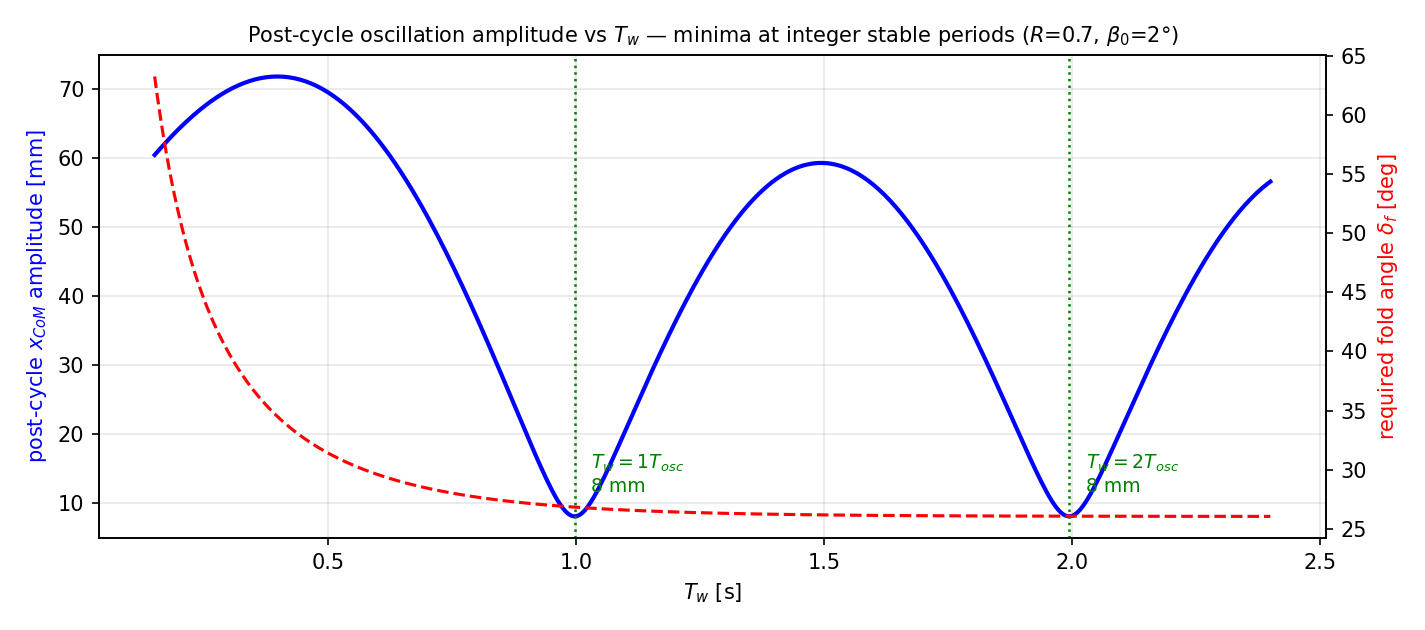 Post-cycle oscillation amplitude vs T_w — minima at integer stable periods (R=0.7, β₀=2°)
post-cycle x_CoM amplitude [mm]
70
60
50
40
30
20
10
65
60
55
50
45
40
35
30
25
required fold angle δ_f [deg]
T_w = 1T_osc
8 mm
T_w = 2T_osc
8 mm
0.5
1.0
1.5
2.0
2.5
T_w [s]